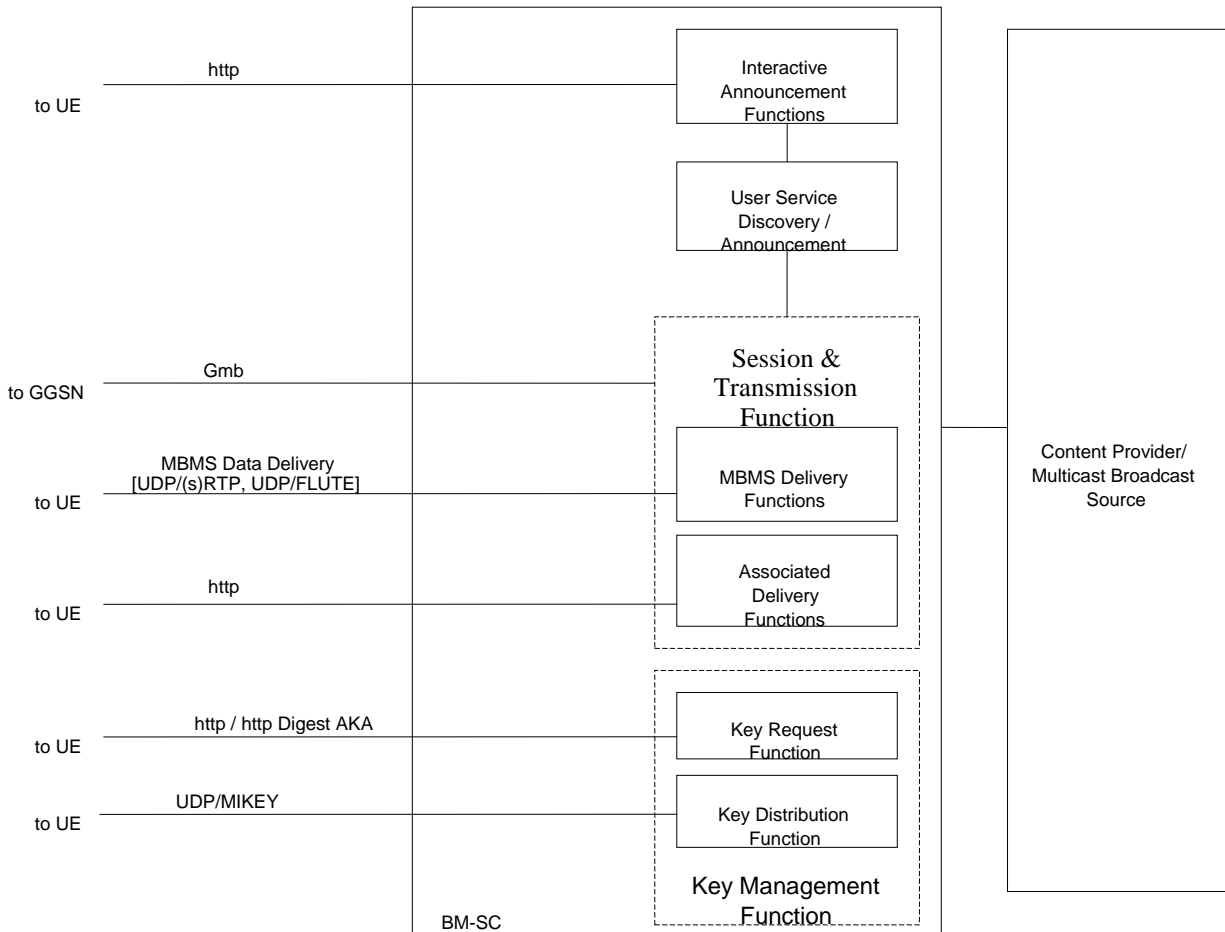 http
to UE
Interactive
Announcement
Functions
User Service
Discovery /
Announcement
Gmb
to GGSN
Session &
Transmission
Function
MBMS Data Delivery
[UDP/(s)RTP, UDP/FLUTE]
to UE
MBMS Delivery
Functions
Content Provider/
Multicast Broadcast
Source
http
to UE
Associated
Delivery
Functions
http / http Digest AKA
to UE
Key Request
Function
UDP/MIKEY
to UE
Key Distribution
Function
Key Management
Function
BM-SC